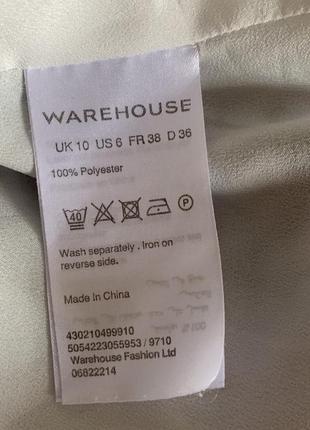 WAREHOUSE
UK 10 US 6 FR 38 D 36
100% Polyester
40 P
Wash separately . Iron on
reverse side.
Made In China
430210499910
5054223055953 / 9710
Warehouse Fashion Ltd
06822214